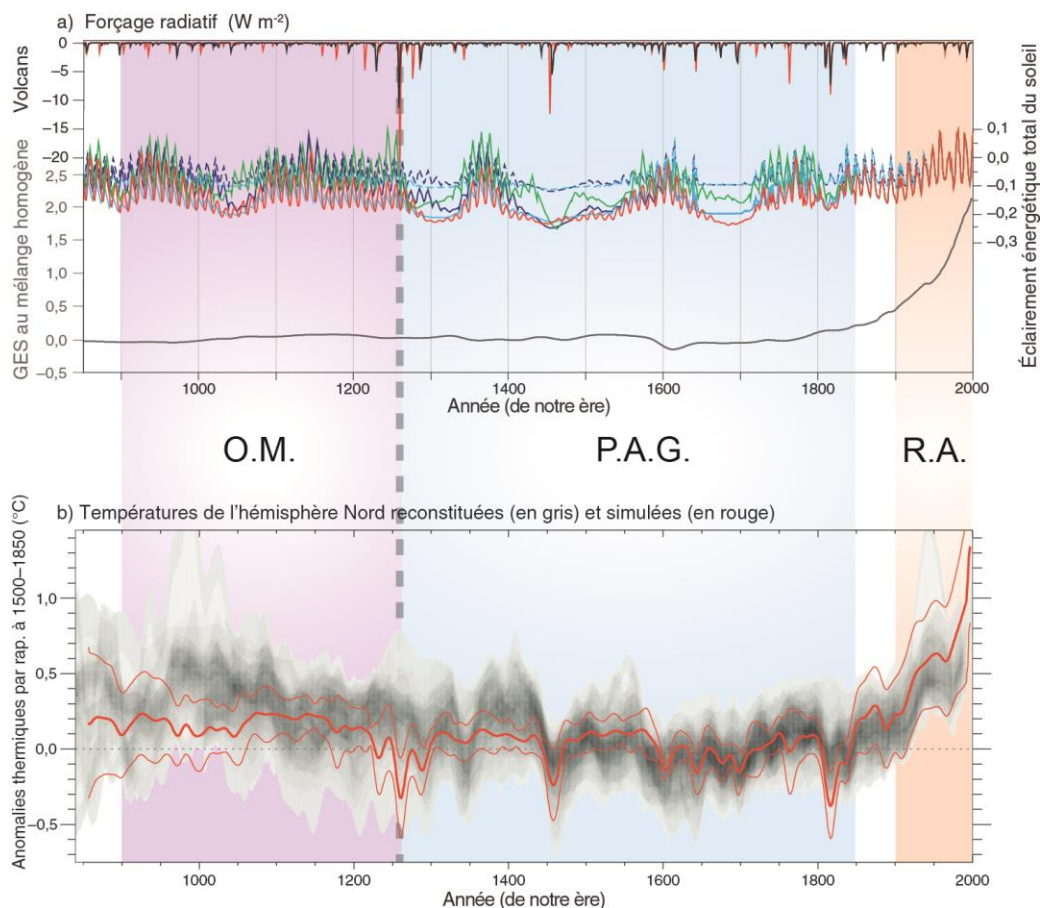 a) Forçage radiatif (W m-2)
Volcans
0
−5
−10
−15
−20
GES au mélange homogène
2,5
2,0
1,5
1,0
0,5
0,0
−0,5
Éclairement énergétique total du soleil
0,1
0,0
−0,1
−0,2
−0,3
1000 1200 1400 1600 1800 2000
Année (de notre ère)
O.M. P.A.G. R.A.
b) Températures de l'hémisphère Nord reconstituées (en gris) et simulées (en rouge)
Anomalies thermiques par rap. à 1500–1850 (°C)
1,0
0,5
0,0
−0,5
1000 1200 1400 1600 1800 2000
Année (de notre ère)